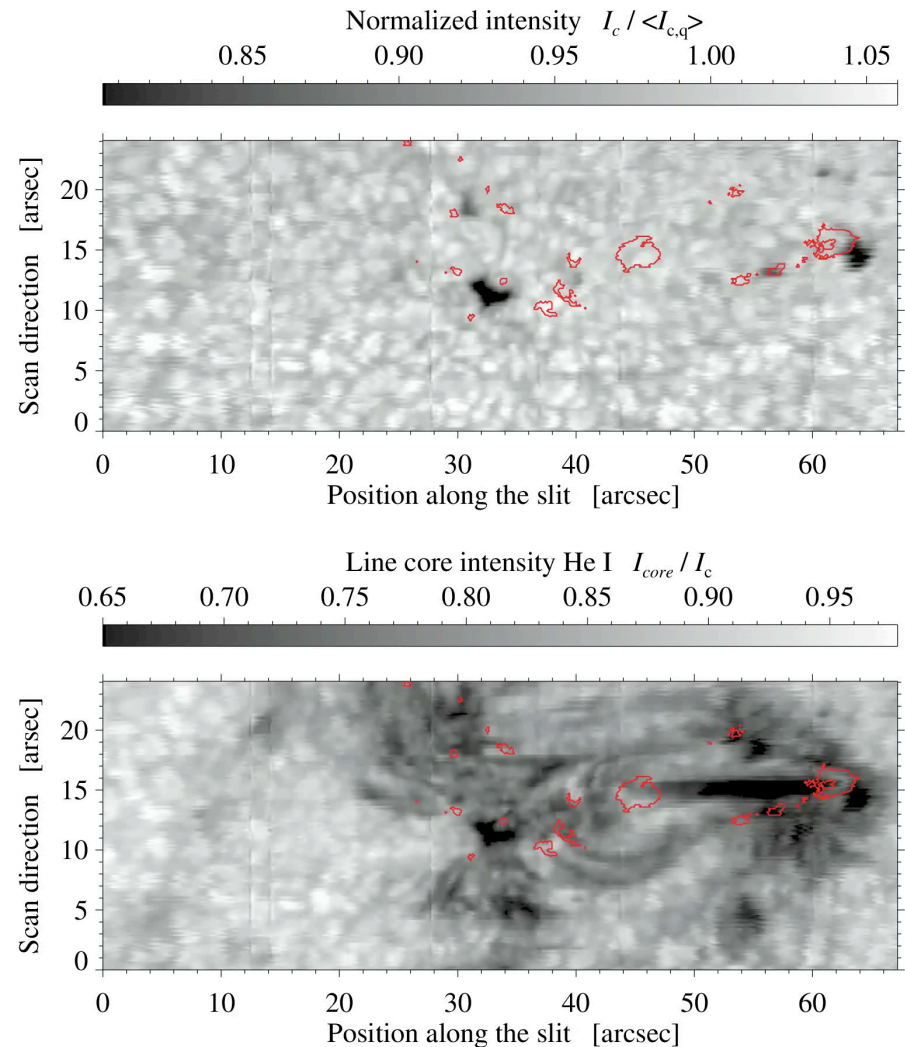 Normalized intensity I_c / <I_c,q>
0.85 0.90 0.95 1.00 1.05
Scan direction [arsec]
20
15
10
5
0
0 10 20 30 40 50 60
Position along the slit [arcsec]
Line core intensity He I I_core / I_c
0.65 0.70 0.75 0.80 0.85 0.90 0.95
Scan direction [arsec]
20
15
10
5
0
0 10 20 30 40 50 60
Position along the slit [arcsec]